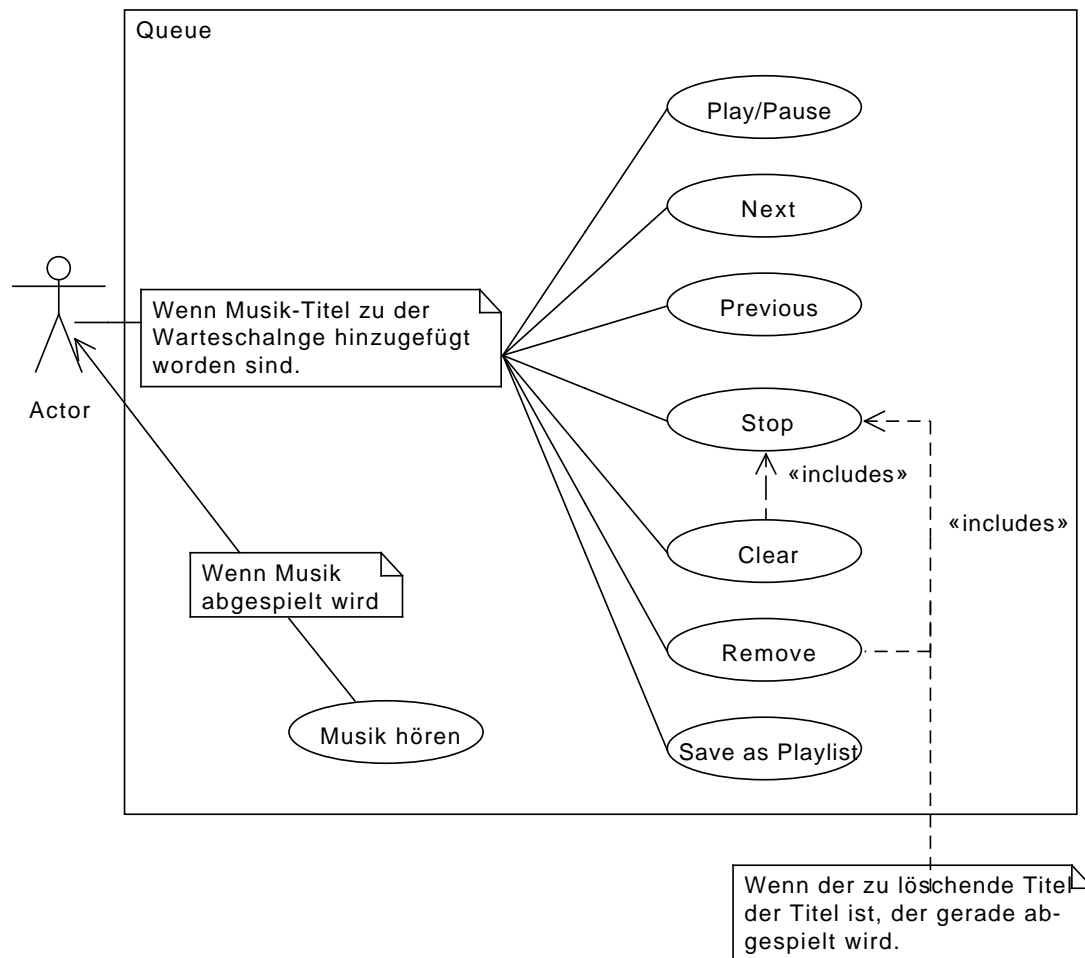 Queue
Play/Pause
Next
Previous
Wenn Musik-Titel zu der
Warteschalnge hinzugefügt
worden sind.
Actor
Stop
«includes»
«includes»
Clear
Wenn Musik
abgespielt wird
Remove
Musik hören
Save as Playlist
Wenn der zu löschende Titel
der Titel ist, der gerade ab-
gespielt wird.